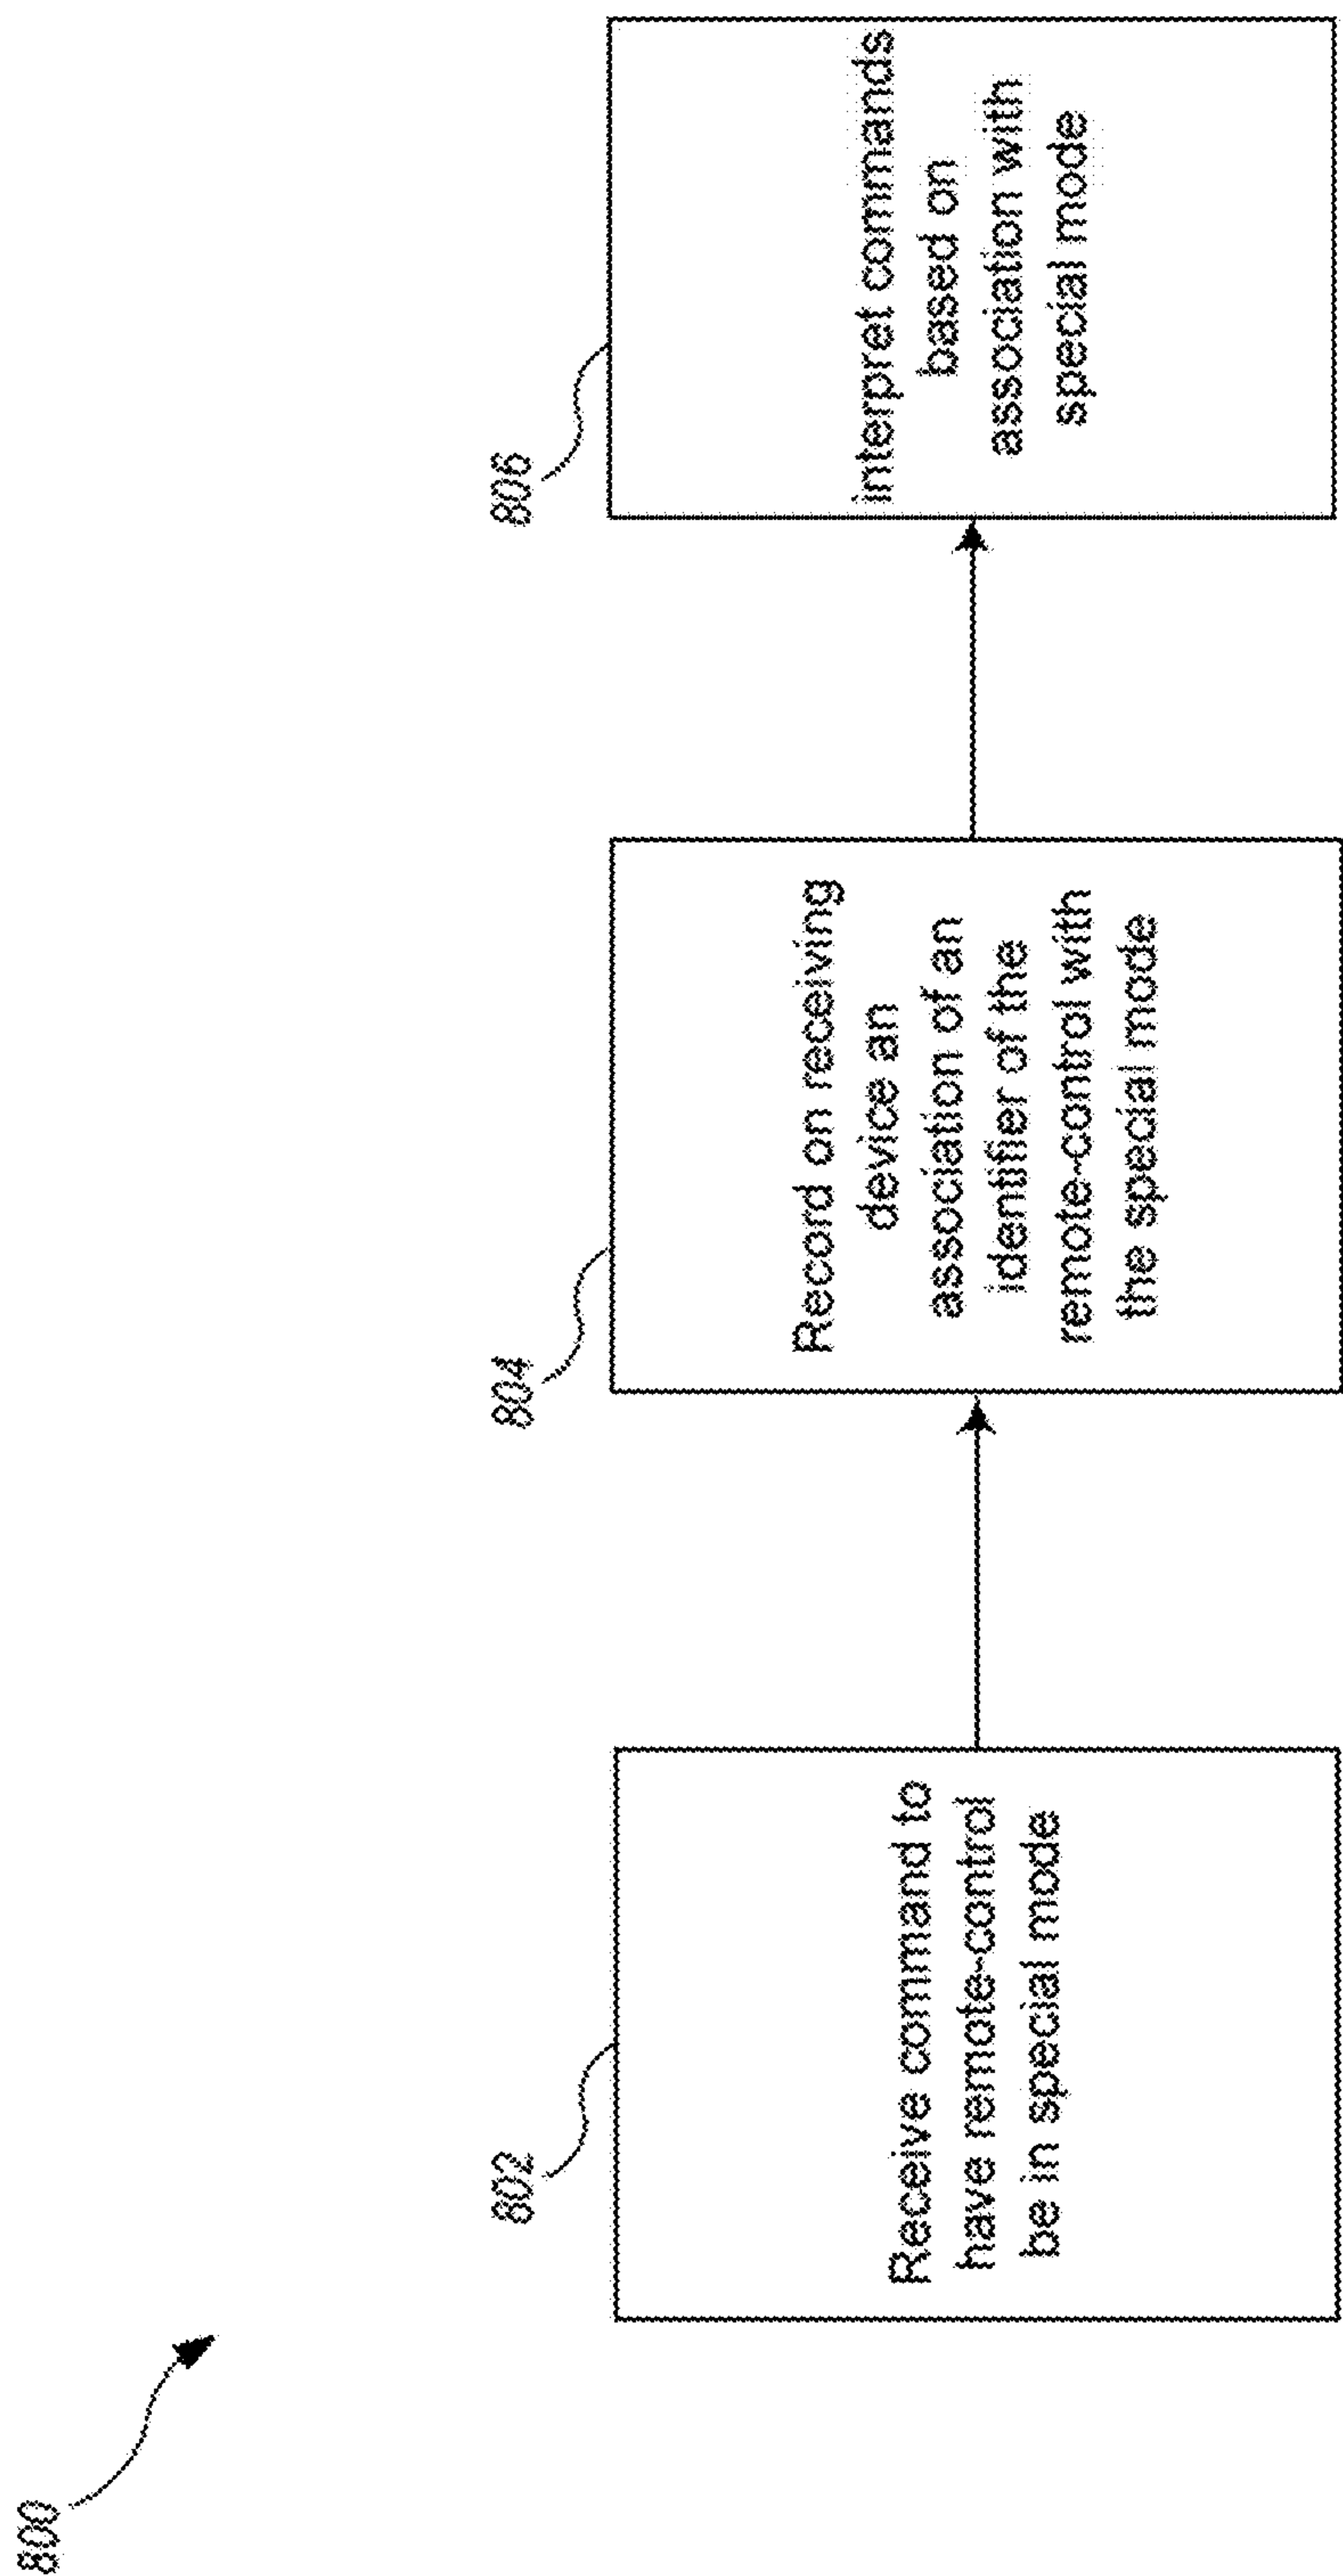 800
802
Receive command to
have remote-control
be in special mode
804
Record on receiving
device an
association of an
identifier of the
remote-control with
the special mode
806
interpret commands
based on
association with
special mode